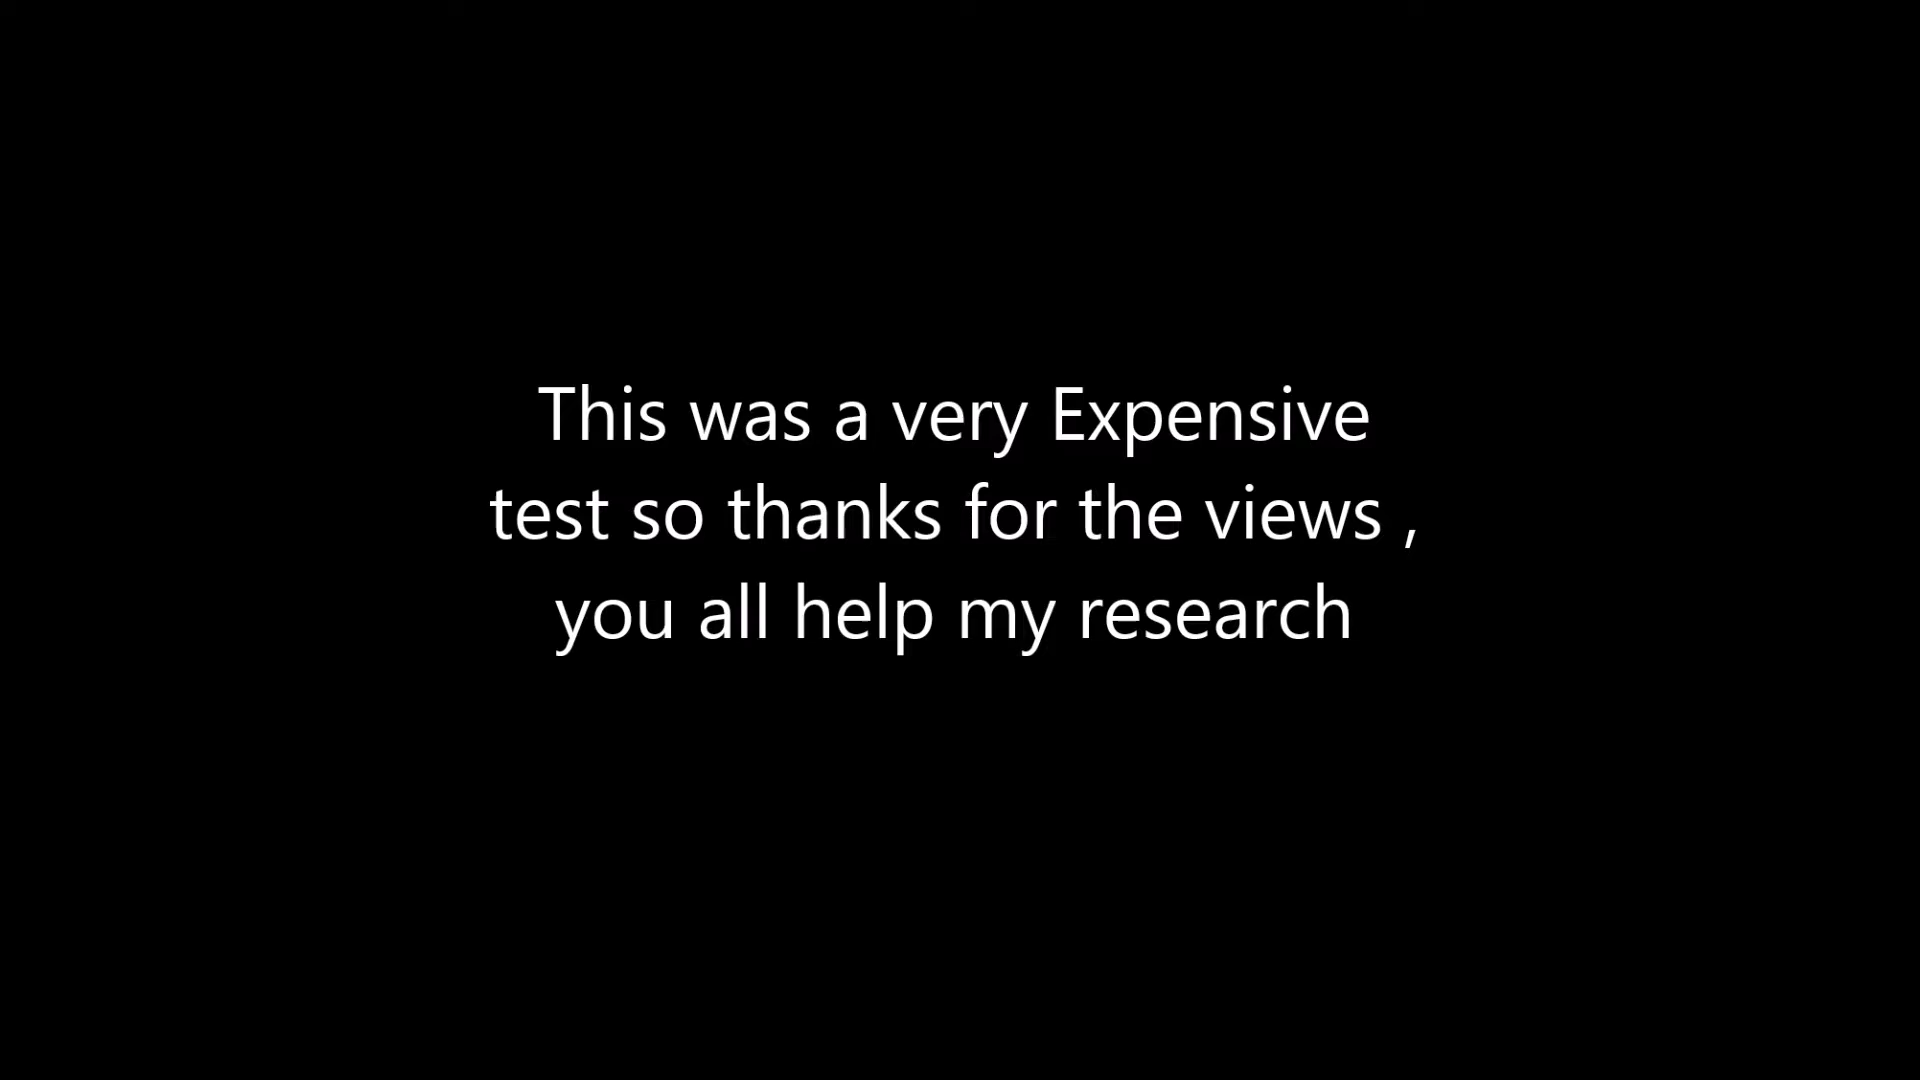 This was a very Expensive
test so thanks for the views ,
you all help my research